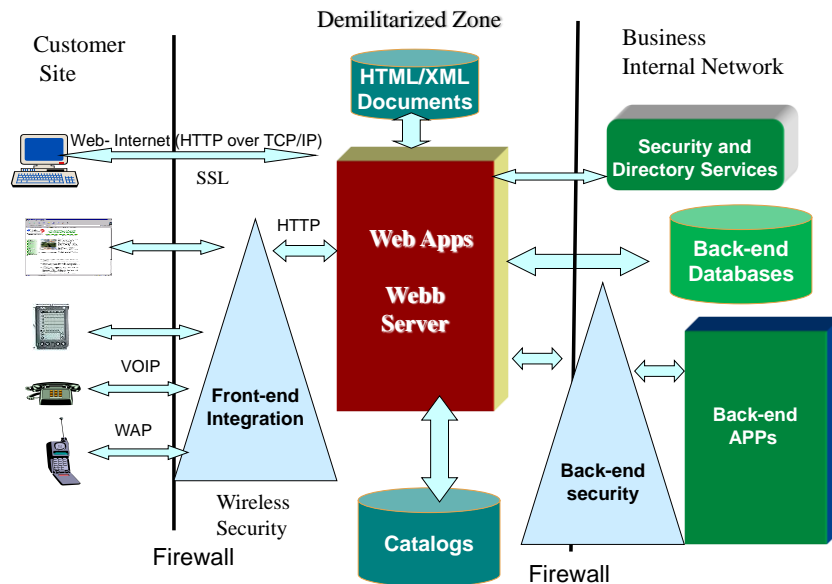 Demilitarized Zone
Customer
Site
Business
Internal Network
HTML/XML
Documents
Web- Internet (HTTP over TCP/IP)
SSL
Security and
Directory Services
HTTP
Web Apps
Webb
Server
Back-end
Databases
VOIP
WAP
Front-end
Integration
Back-end
APPs
Back-end
security
Wireless
Security
Catalogs
Firewall
Firewall